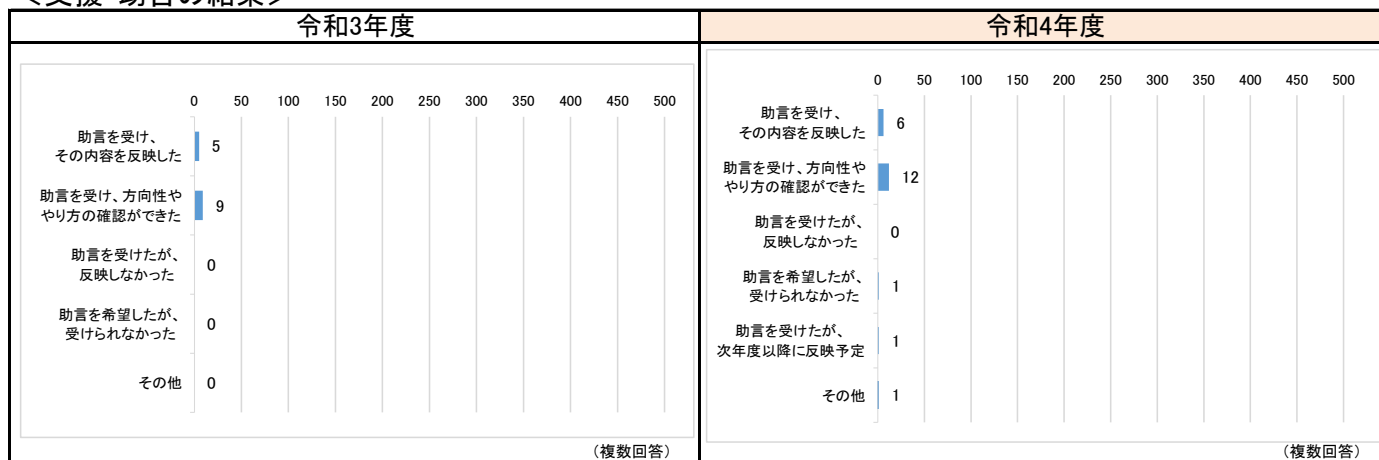 <支援・助言の結果>
令和3年度
0 50 100 150 200 250 300 350 400 450 500
助言を受け、
その内容を反映した
5
助言を受け、方向性や
やり方の確認ができた
9
助言を受けたが、
反映しなかった
0
助言を希望したが、
受けられなかった
0
その他
0
(複数回答)
令和4年度
0 50 100 150 200 250 300 350 400 450 500
助言を受け、
その内容を反映した
6
助言を受け、方向性や
やり方の確認ができた
12
助言を受けたが、
反映しなかった
0
助言を希望したが、
受けられなかった
1
助言を受けたが、
次年度以降に反映予定
1
その他
1
(複数回答)